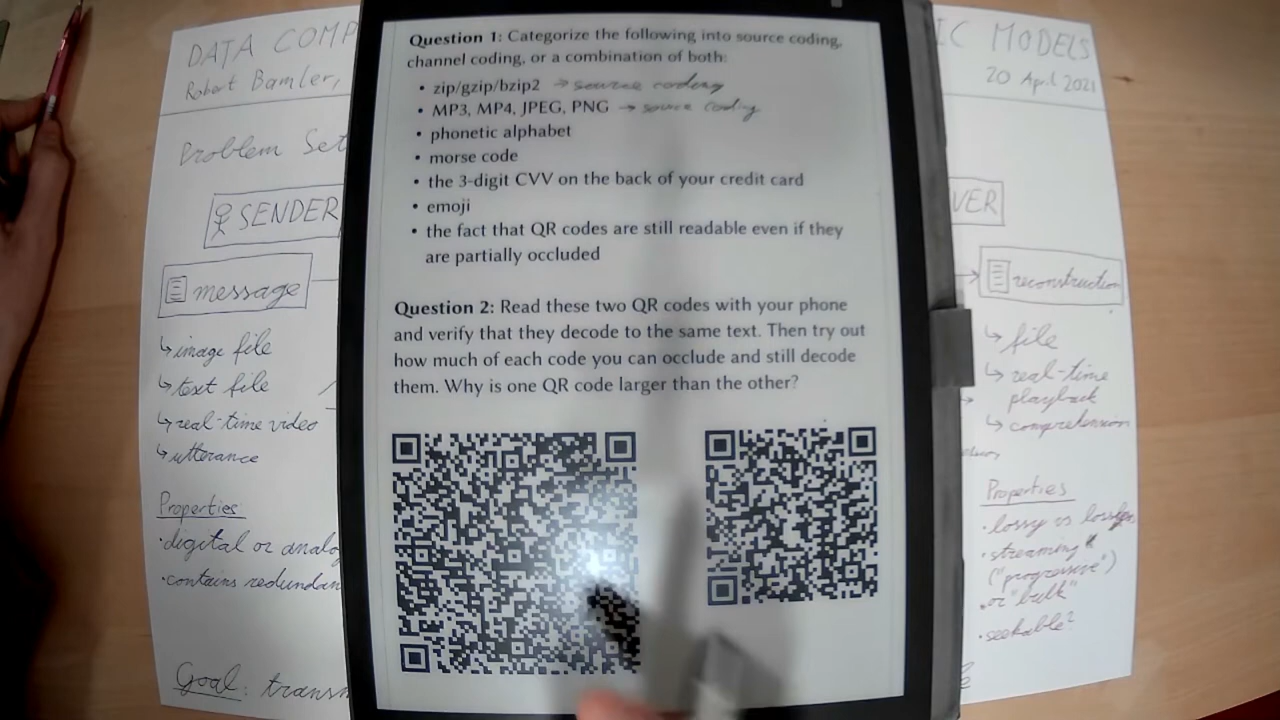 DATA COMP
IC MODELS
Robert Bamler,
20 April 2021
Problem Set
SENDER
VER
message
reconstruction
↳ image file
↳ text file
↳ real-time video
↳ utterance
Properties
·digital or analo
·contains redundan
Goal: transm
Question 1: Categorize the following into source coding,
channel coding, or a combination of both:
• zip/gzip/bzip2 → source coding
• MP3, MP4, JPEG, PNG → source coding
• phonetic alphabet
• morse code
• the 3-digit CVV on the back of your credit card
• emoji
• the fact that QR codes are still readable even if they
are partially occluded
Question 2: Read these two QR codes with your phone
and verify that they decode to the same text. Then try out
how much of each code you can occlude and still decode
them. Why is one QR code larger than the other?
↳ file
↳ real-time
playback
↳ comprehension
Properties
·lossy vs lossless
·streaming
("progressive")
or "bulk"
·seekable?